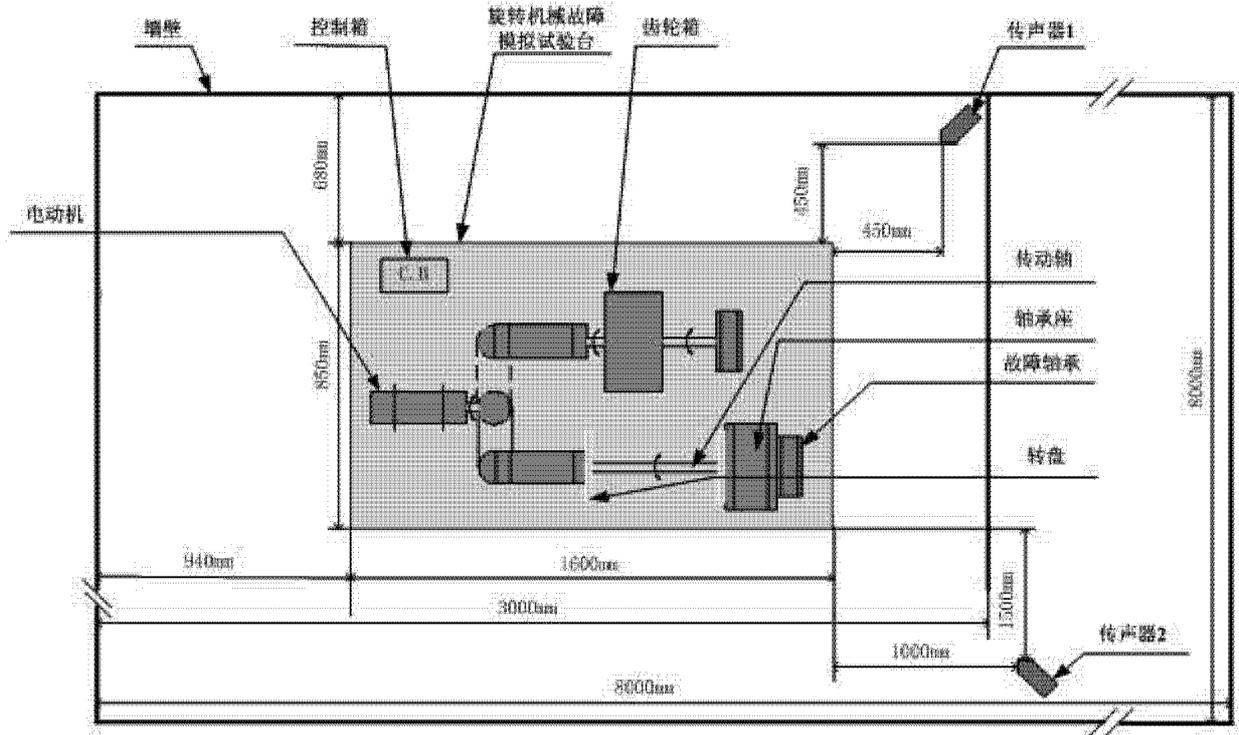 墙壁
控制箱
旋转机械故障
模拟试验台
齿轮箱
传声器1
680mm
450mm
电动机
450mm
C.B
传动轴
轴承座
850mm
故障轴承
8000mm
转盘
940mm
1600mm
3000mm
1500mm
传声器2
1000mm
8000mm